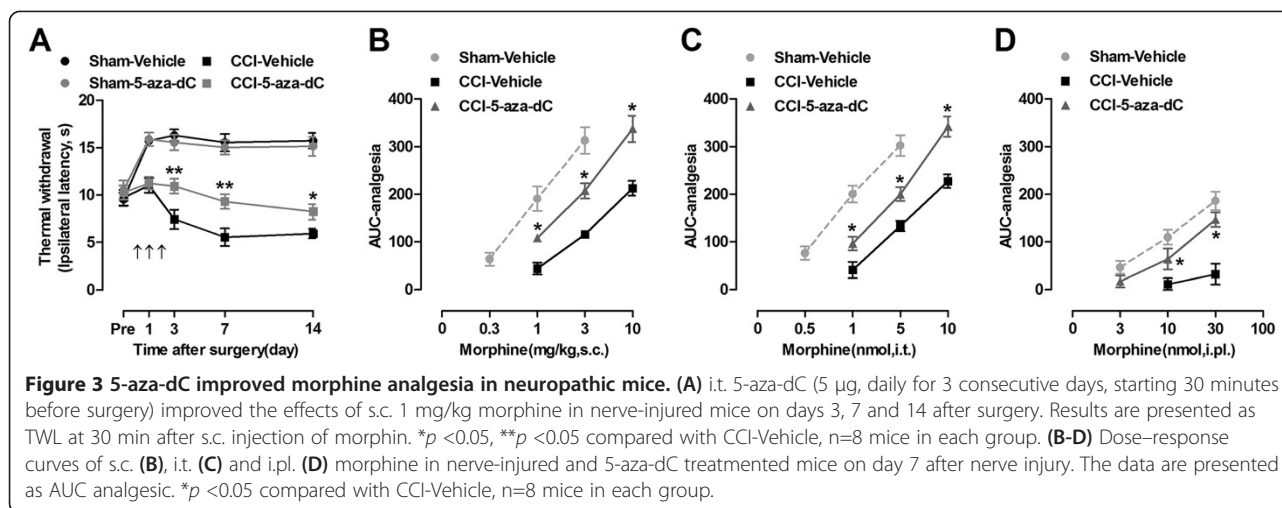 A
Sham-Vehicle CCI-Vehicle
Sham-5-aza-dC CCI-5-aza-dC
Thermal withdrawal
(Ipsilateral latency, s)
20
15
10
5
0
** ** *
↑↑↑
Pre 1 3 7 14
Time after surgery(day)
B
Sham-Vehicle
CCI-Vehicle
CCI-5-aza-dC
AUC-analgesia
400
300
200
100
0
* * *
0 0.3 1 3 10
Morphine(mg/kg,s.c.)
C
Sham-Vehicle
CCI-Vehicle
CCI-5-aza-dC
AUC-analgesia
400
300
200
100
0
* * *
0 0.5 1 5 10
Morphine(nmol,i.t.)
D
Sham-Vehicle
CCI-Vehicle
CCI-5-aza-dC
AUC-analgesia
400
300
200
100
0
* *
0 3 10 30 100
Morphine(nmol,i.pl.)
Figure 3 5-aza-dC improved morphine analgesia in neuropathic mice. (A) i.t. 5-aza-dC (5 μg, daily for 3 consecutive days, starting 30 minutes
before surgery) improved the effects of s.c. 1 mg/kg morphine in nerve-injured mice on days 3, 7 and 14 after surgery. Results are presented as
TWL at 30 min after s.c. injection of morphin. *p <0.05, **p <0.05 compared with CCI-Vehicle, n=8 mice in each group. (B-D) Dose–response
curves of s.c. (B), i.t. (C) and i.pl. (D) morphine in nerve-injured and 5-aza-dC treatmented mice on day 7 after nerve injury. The data are presented
as AUC analgesic. *p <0.05 compared with CCI-Vehicle, n=8 mice in each group.